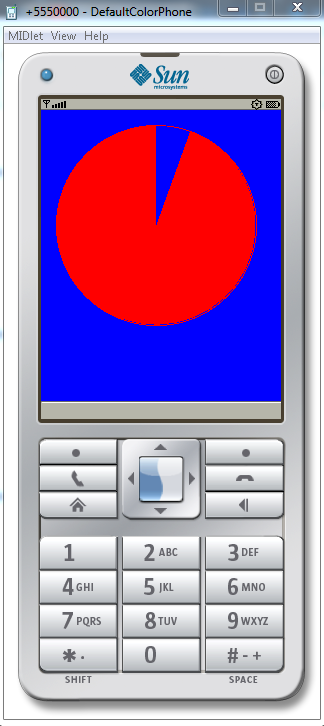 +5550000 - DefaultColorPhone
MIDlet View Help
Sun
microsystems
1 2 ABC 3 DEF
4 GHI 5 JKL 6 MNO
7 PQRS 8 TUV 9 WXYZ
* . 0 # - +
SHIFT SPACE